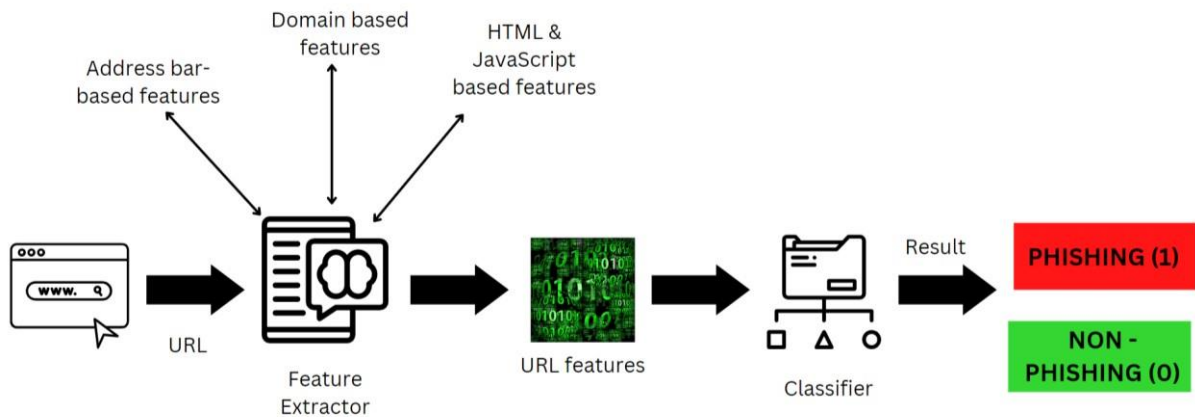 Domain based
features
HTML &
JavaScript
based features
Address bar-
based features
www.
URL
Feature
Extractor
URL features
Classifier
Result
PHISHING (1)
NON -
PHISHING (0)